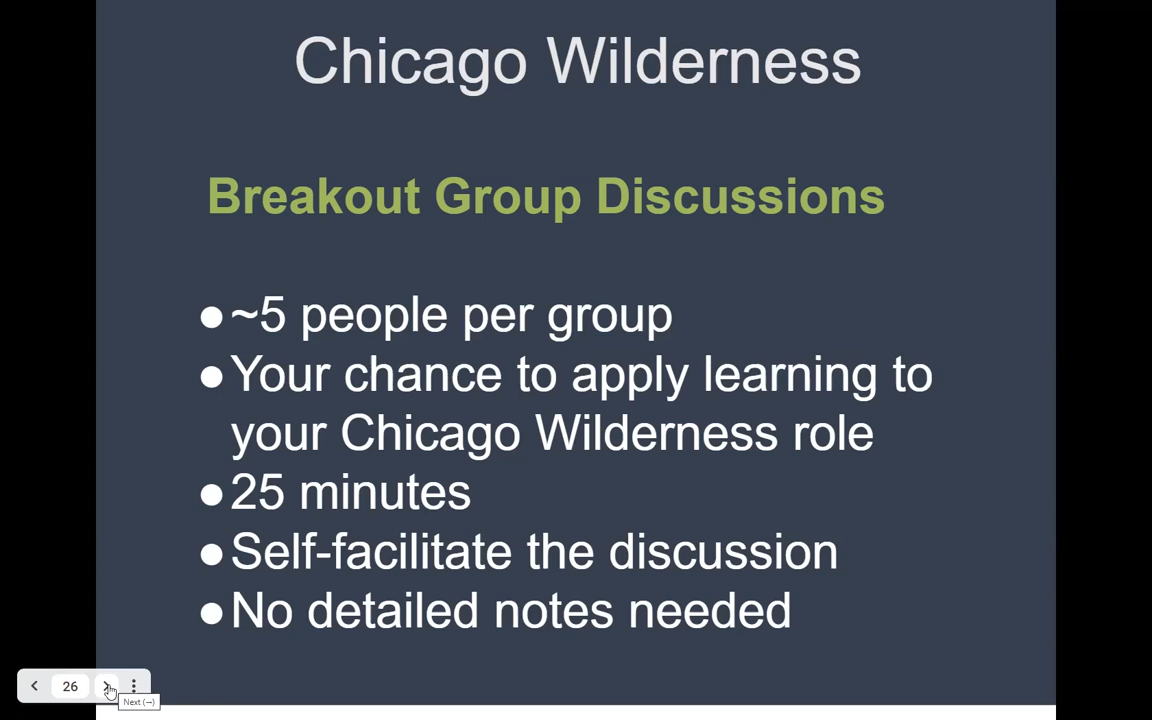 Chicago Wilderness
Breakout Group Discussions
●~5 people per group
●Your chance to apply learning to
your Chicago Wilderness role
●25 minutes
●Self-facilitate the discussion
●No detailed notes needed
26
Next (→)